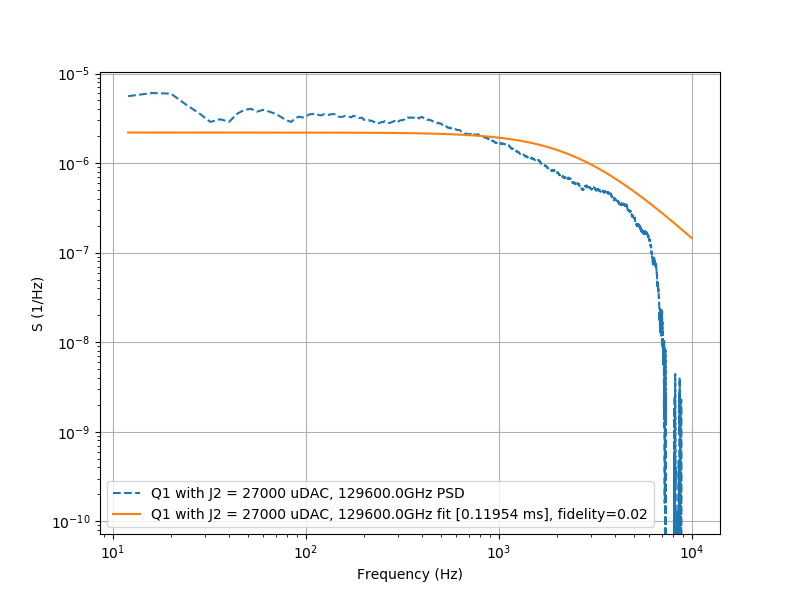 10⁻⁵
10⁻⁶
10⁻⁷
10⁻⁸
10⁻⁹
10⁻¹⁰
S (1/Hz)
Q1 with J2 = 27000 uDAC, 129600.0GHz PSD
Q1 with J2 = 27000 uDAC, 129600.0GHz fit [0.11954 ms], fidelity=0.02
10¹ 10² 10³ 10⁴
Frequency (Hz)